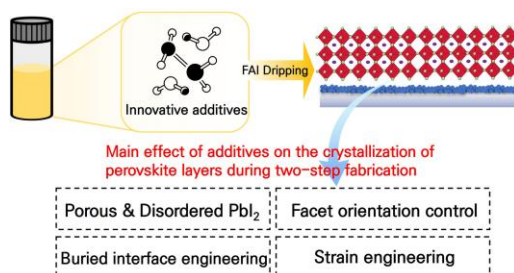 FAI Dripping
Innovative additives
Main effect of additives on the crystallization of
perovskite layers during two-step fabrication
Porous & Disordered PbI₂
Facet orientation control
Buried interface engineering
Strain engineering